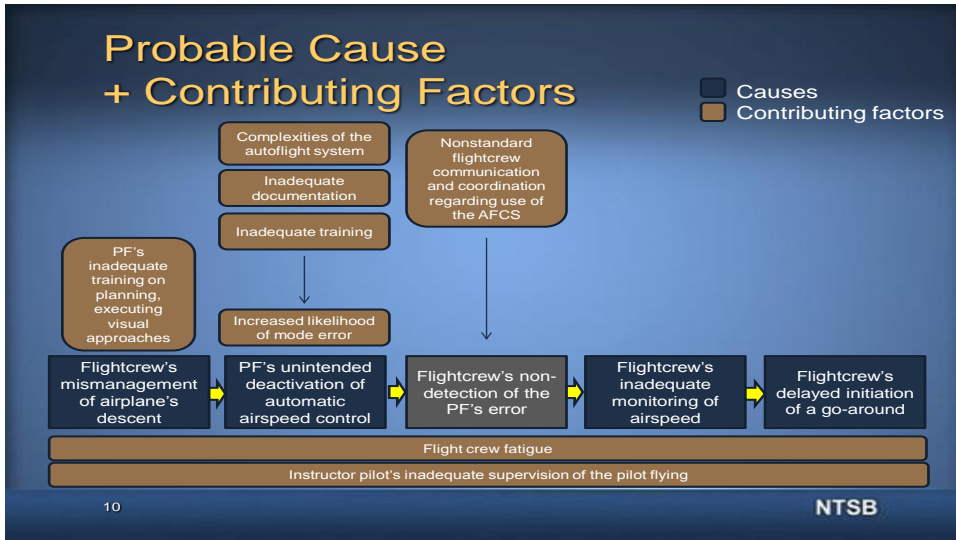 Probable Cause
+ Contributing Factors
Causes
Contributing factors
Complexities of the
autoflight system
Inadequate
documentation
Inadequate training
Nonstandard
flightcrew
communication
and coordination
regarding use of
the AFCS
PF's
inadequate
training on
planning,
executing
visual
approaches
Increased likelihood
of mode error
Flightcrew's
mismanagement
of airplane's
descent
PF's unintended
deactivation of
automatic
airspeed control
Flightcrew's non-
detection of the
PF's error
Flightcrew's
inadequate
monitoring of
airspeed
Flightcrew's
delayed initiation
of a go-around
Flight crew fatigue
Instructor pilot's inadequate supervision of the pilot flying
10
NTSB